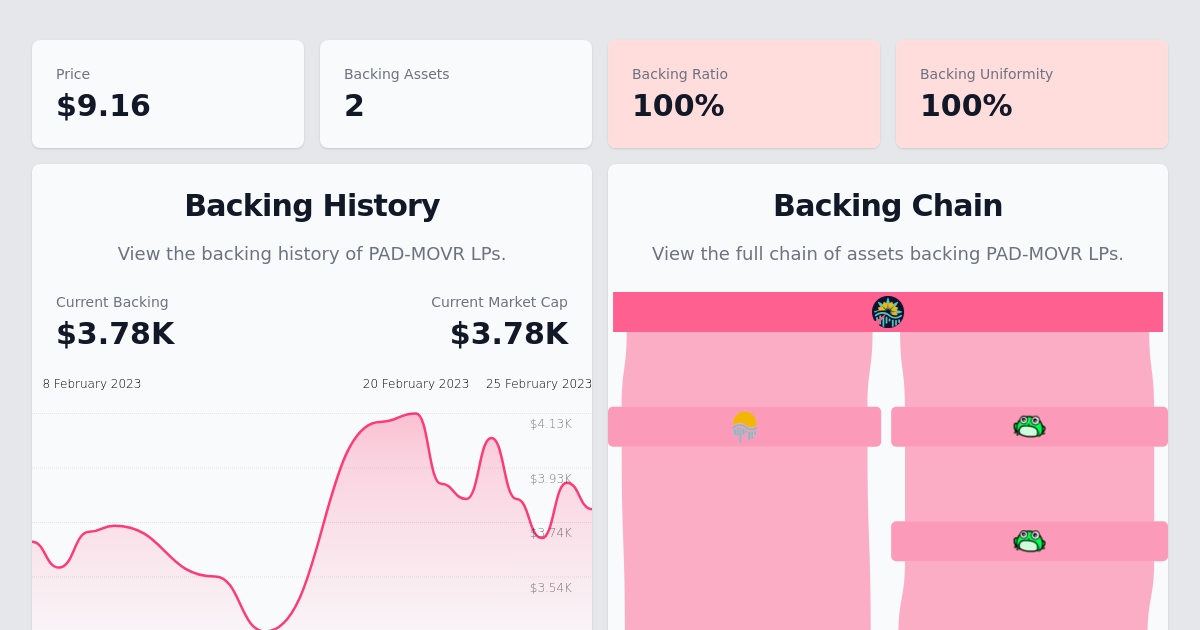 Price
$9.16
Backing Assets
2
Backing Ratio
100%
Backing Uniformity
100%
Backing History
View the backing history of PAD-MOVR LPs.
Current Backing
$3.78K
Current Market Cap
$3.78K
8 February 2023
20 February 2023
25 February 2023
$4.13K
$3.93K
$3.74K
$3.54K
Backing Chain
View the full chain of assets backing PAD-MOVR LPs.